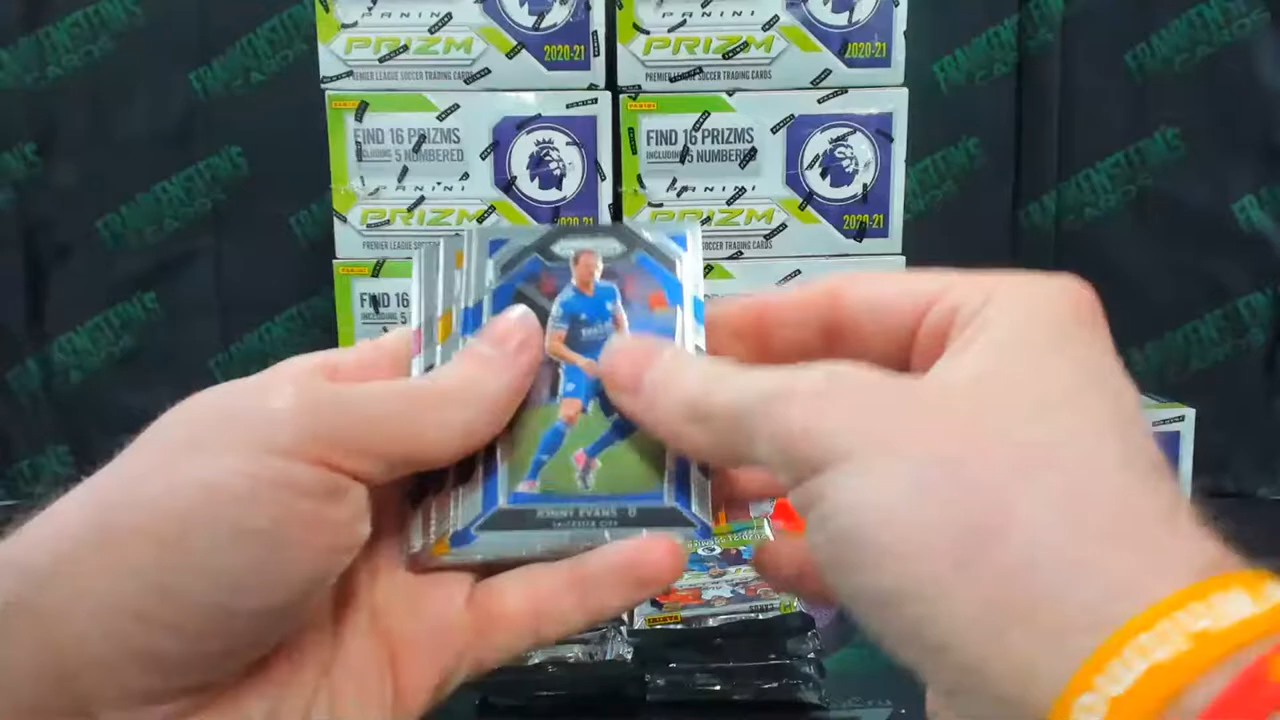 FRANKENSTEINS
CARDS
PANINI
PRIZM
2020-21
PREMIER LEAGUE SOCCER TRADING CARDS
PANINI
PRIZM
2020-21
PREMIER LEAGUE SOCCER TRADING CARDS
PANINI
FIND 16 PRIZMS
INCLUDING 5 NUMBERED
PANINI
PRIZM
2020-21
PREMIER LEAGUE
PANINI
FIND 16 PRIZMS
INCLUDING 5 NUMBERED
PANINI
PRIZM
2020-21
SOCCER TRADING CARDS
PANINI
FIND 16
JONNY EVANS - D
LEICESTER CITY
CARDS
PANINI